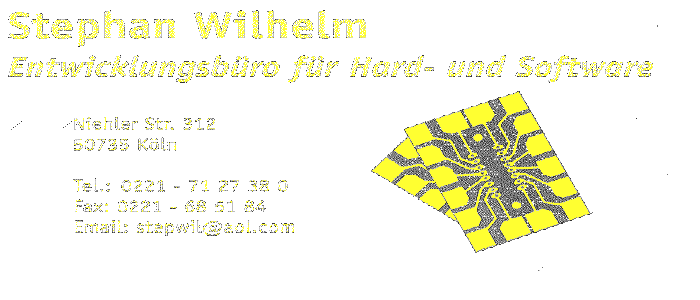 Stephan Wilhelm
Entwicklungsbüro für Hard- und Software
Niehler Str. 312
50735 Köln
Tel.: 0221 - 71 27 38 0
Fax: 0221 - 68 51 84
Email: stepwil@aol.com